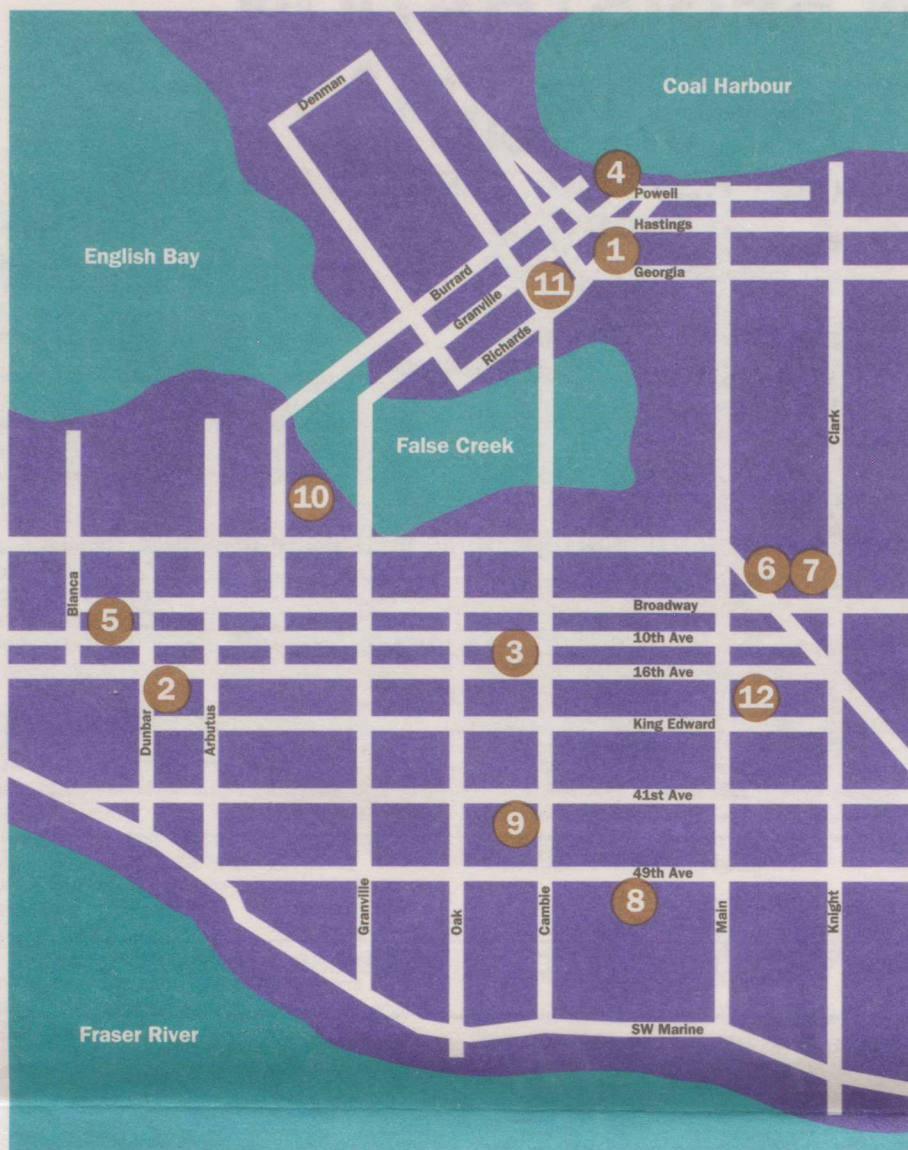 Coal Harbour
Denman
4
Powell
Hastings
1
English Bay
Georgia
Burrard
11
Granville
Richards
Clark
False Creek
10
6
7
Blanca
Broadway
5
10th Ave
3
16th Ave
2
12
Dunbar
Arbutus
King Edward
41st Ave
9
49th Ave
8
Granville
Oak
Cambie
Main
Knight
SW Marine
Fraser River